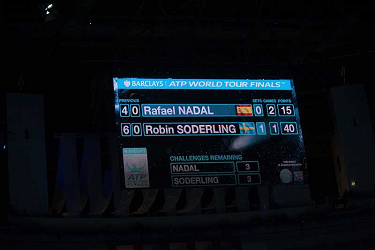 BARCLAYS ATP WORLD TOUR FINALS
PREVIOUS SETS GAMES POINTS
4 0 Rafael NADAL 0 2 15
6 0 Robin SODERLING 1 1 40
CHALLENGES REMAINING
NADAL 3
SODERLING 3
ATP